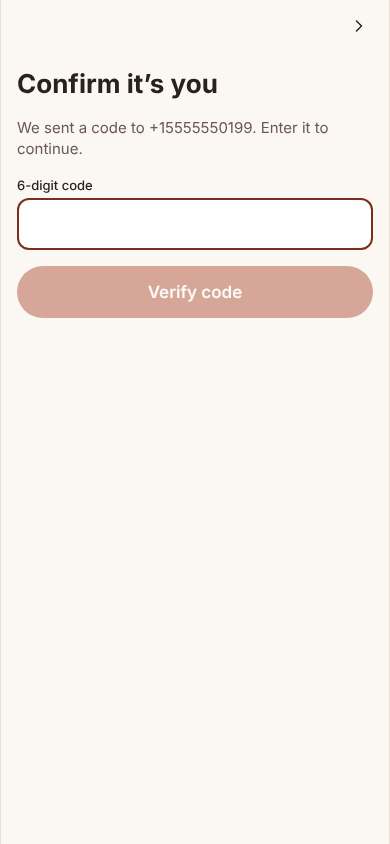 Confirm it’s you
We sent a code to +15555550199. Enter it to
continue.
6-digit code
Verify code